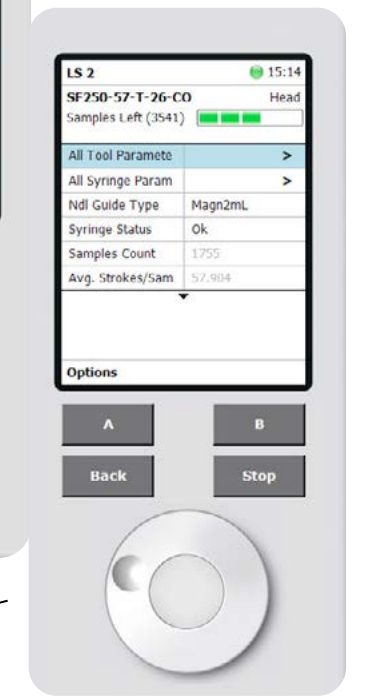 LS 2 15:14
SF250-57-T-26-CO Head
Samples Left (3541)
All Tool Paramete >
All Syringe Param >
Ndl Guide Type Magn2mL
Syringe Status Ok
Samples Count 1755
Avg. Strokes/Sam 57.904
Options
A B
Back Stop